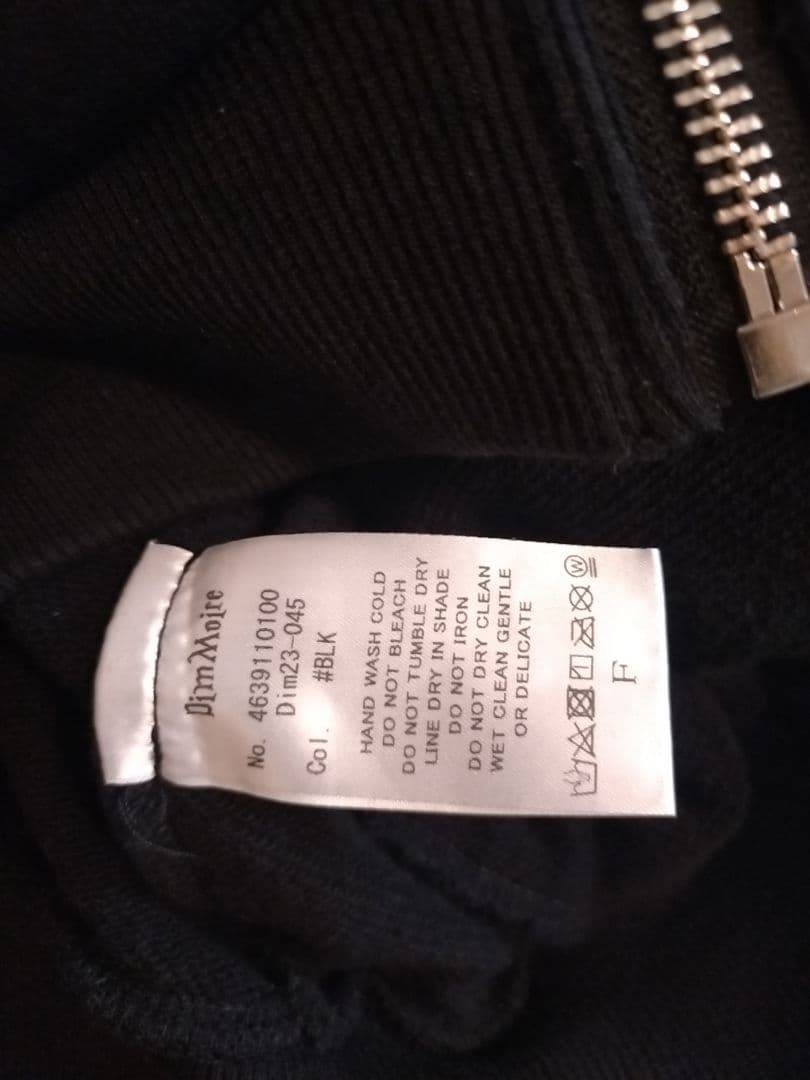 DimMoire
No. 4639110100
Dim23-045
Col. #BLK
HAND WASH COLD
DO NOT BLEACH
DO NOT TUMBLE DRY
LINE DRY IN SHADE
DO NOT IRON
DO NOT DRY CLEAN
WET CLEAN GENTLE
OR DELICATE
W
F